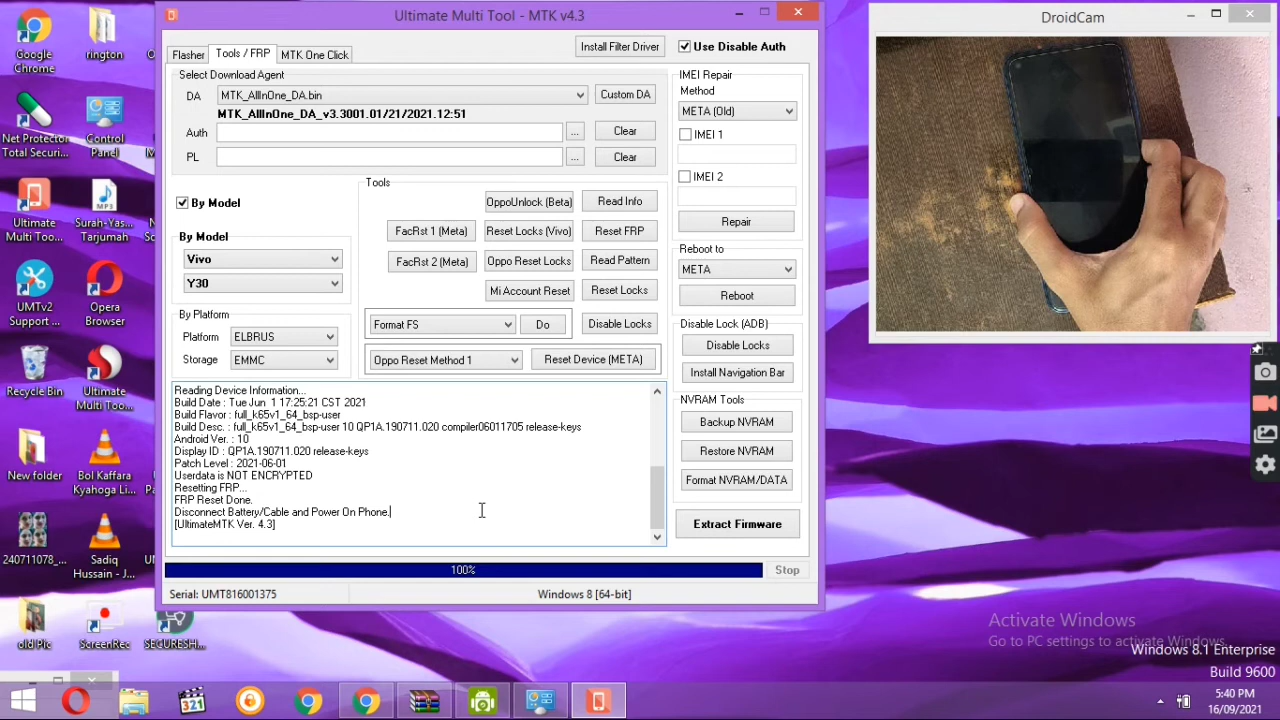 Google Chrome
rington
Net Protector Total Securi...
Control Panel
Ultimate Multi Too...
Surah-Yas... Tarjumah
UMTv2 Support ...
Opera Browser
Recycle Bin
Ultimate Multi Too...
New folder
Bol Kaffara Kyahoga Li...
240711078_...
Sadiq Hussain - J...
old Pic
ScreenRec
SECURESH...
Ultimate Multi Tool - MTK v4.3
Flasher
Tools / FRP
MTK One Click
Install Filter Driver
Use Disable Auth
Select Download Agent
DA
MTK_AllInOne_DA.bin
Custom DA
MTK_AllInOne_DA_v3.3001.01/21/2021.12:51
Auth
...
Clear
PL
...
Clear
By Model
By Model
Vivo
Y30
By Platform
Platform
ELBRUS
Storage
EMMC
Tools
OppoUnlock (Beta)
Read Info
FacRst 1 (Meta)
Reset Locks (Vivo)
Reset FRP
FacRst 2 (Meta)
Oppo Reset Locks
Read Pattern
Mi Account Reset
Reset Locks
Format FS
Do
Disable Locks
Oppo Reset Method 1
Reset Device (META)
IMEI Repair
Method
META (Old)
IMEI 1
IMEI 2
Repair
Reboot to
META
Reboot
Disable Lock (ADB)
Disable Locks
Install Navigation Bar
NVRAM Tools
Backup NVRAM
Restore NVRAM
Format NVRAM/DATA
Extract Firmware
Reading Device Information...
Build Date : Tue Jun 1 17:25:21 CST 2021
Build Flavor : full_k65v1_64_bsp-user
Build Desc. : full_k65v1_64_bsp-user 10 QP1A.190711.020 compiler06011705 release-keys
Android Ver. : 10
Display ID : QP1A.190711.020 release-keys
Patch Level : 2021-06-01
Userdata is NOT ENCRYPTED
Resetting FRP...
FRP Reset Done.
Disconnect Battery/Cable and Power On Phone.
[UltimateMTK Ver. 4.3]
100%
Stop
Serial: UMT816001375
Windows 8 [64-bit]
DroidCam
Activate Windows
Go to PC settings to activate Windows.
Windows 8.1 Enterprise
Build 9600
321
5:40 PM
16/09/2021